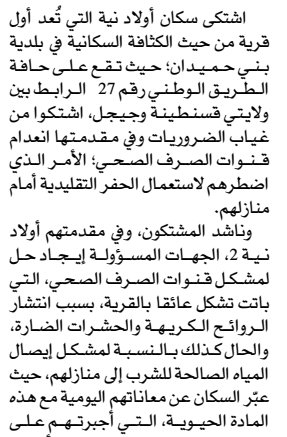 اشتكى سكان أولاد نية التي تُعد أول
قرية من حيث الكثافة السكانية في بلدية
بني حميدان؛ حيث تقع على حافة
الطريق الوطني رقم 27 الرابط بين
ولايتي قسنطينة وجيجل، اشتكوا من
غياب الضروريات وفي مقدمتها انعدام
قنوات الصرف الصحي؛ الأمر الذي
اضطرهم لاستعمال الحفر التقليدية أمام
منازلهم.
وناشد المشتكون، وفي مقدمتهم أولاد
نية 2، الجهات المسؤولة إيجاد حل
لمشكل قنوات الصرف الصحي، التي
باتت تشكل عائقا بالقرية، بسبب انتشار
الروائح الكريهة والحشرات الضارة،
والحال كذلك بالنسبة لمشكل إيصال
المياه الصالحة للشرب إلى منازلهم، حيث
عبّر السكان عن معاناتهم اليومية مع هذه
المادة الحيوية، التي أجبرتهم على